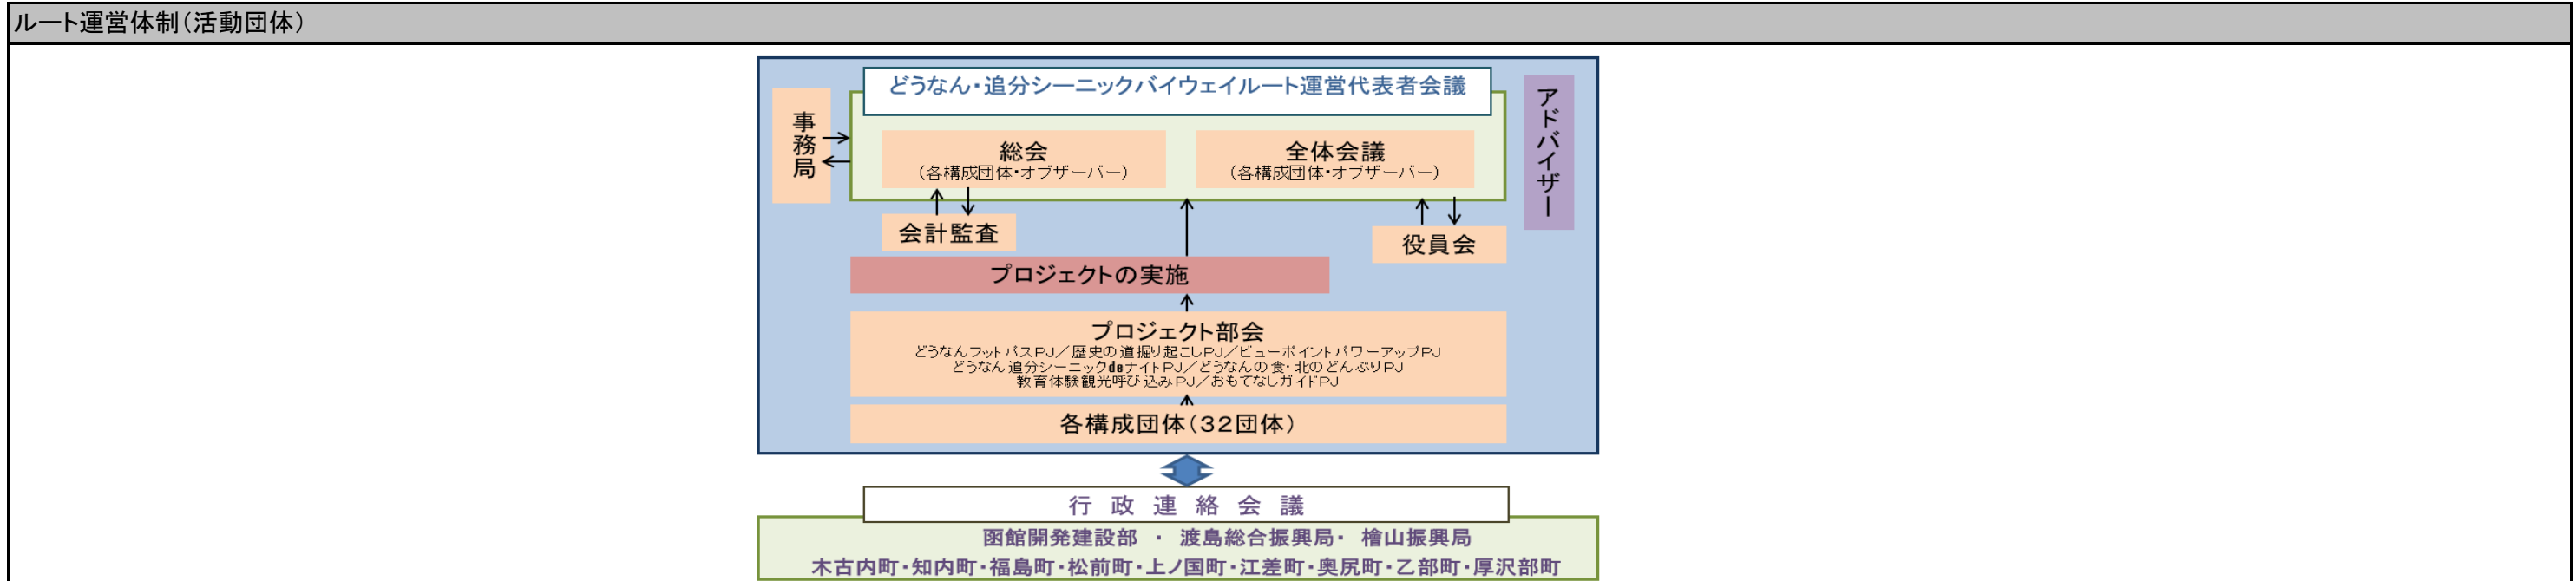 ルート運営体制（活動団体）
どうなん・追分シーニックバイウェイルート運営代表者会議
事務局
アドバイザー
総会
（各構成団体・オブザーバー）
全体会議
（各構成団体・オブザーバー）
会計監査
役員会
プロジェクトの実施
プロジェクト部会
どうなんフットパスPJ／歴史の道掘り起こしPJ／ビューポイントパワーアップPJ
どうなん追分シーニックdeナイトPJ／どうなんの食・北のどんぶりPJ
教育体験観光呼び込みPJ／おもてなしガイドPJ
各構成団体（３２団体）
行政連絡会議
函館開発建設部 ・ 渡島総合振興局・ 檜山振興局
木古内町・知内町・福島町・松前町・上ノ国町・江差町・奥尻町・乙部町・厚沢部町